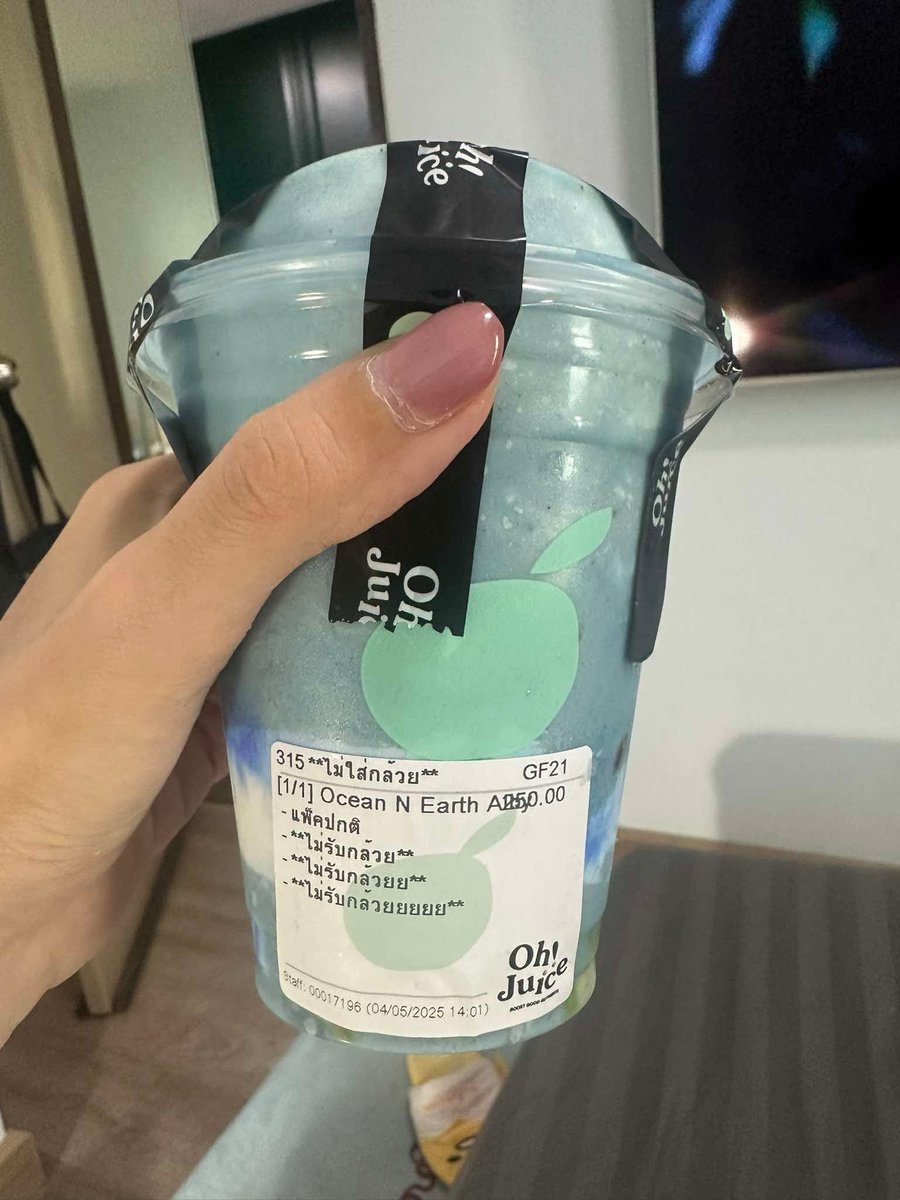 Oh!
Juice
Oh!
315 **ไม่ใส่กล้วย** GF21
[1/1] Ocean N Earth 250.00
- แพ็คปกติ
- **ไม่รับกล้วย**
- **ไม่รับกล้วยย**
- **ไม่รับกล้วยยยยย**
Oh!
Juice
BOOST GOOD NUTRIENTS
Staff: 00017196 (04/05/2025 14:01)